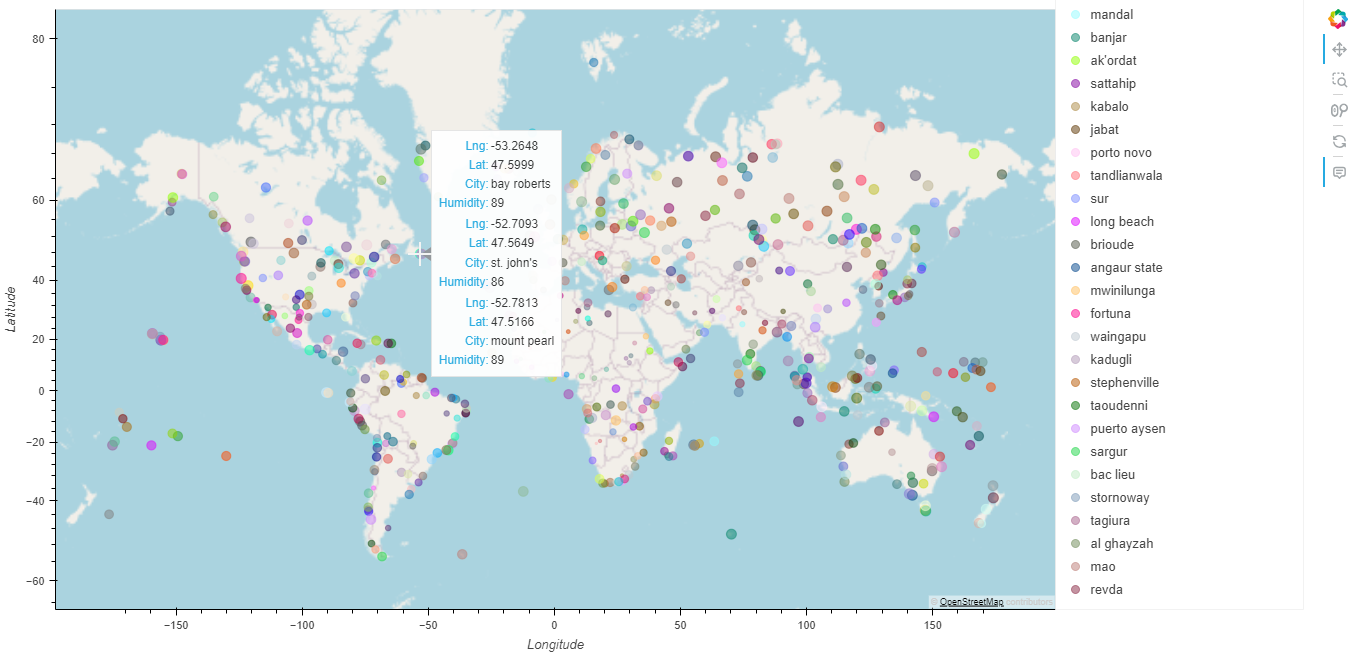 80
60
40
20
0
−20
−40
−60
Latitude
−150
−100
−50
0
50
100
150
Longitude
Lng: -53.2648
Lat: 47.5999
City: bay roberts
Humidity: 89
Lng: -52.7093
Lat: 47.5649
City: st. john's
Humidity: 86
Lng: -52.7813
Lat: 47.5166
City: mount pearl
Humidity: 89
© OpenStreetMap contributors
mandal
banjar
ak'ordat
sattahip
kabalo
jabat
porto novo
tandlianwala
sur
long beach
brioude
angaur state
mwinilunga
fortuna
waingapu
kadugli
stephenville
taoudenni
puerto aysen
sargur
bac lieu
stornoway
tagiura
al ghayzah
mao
revda